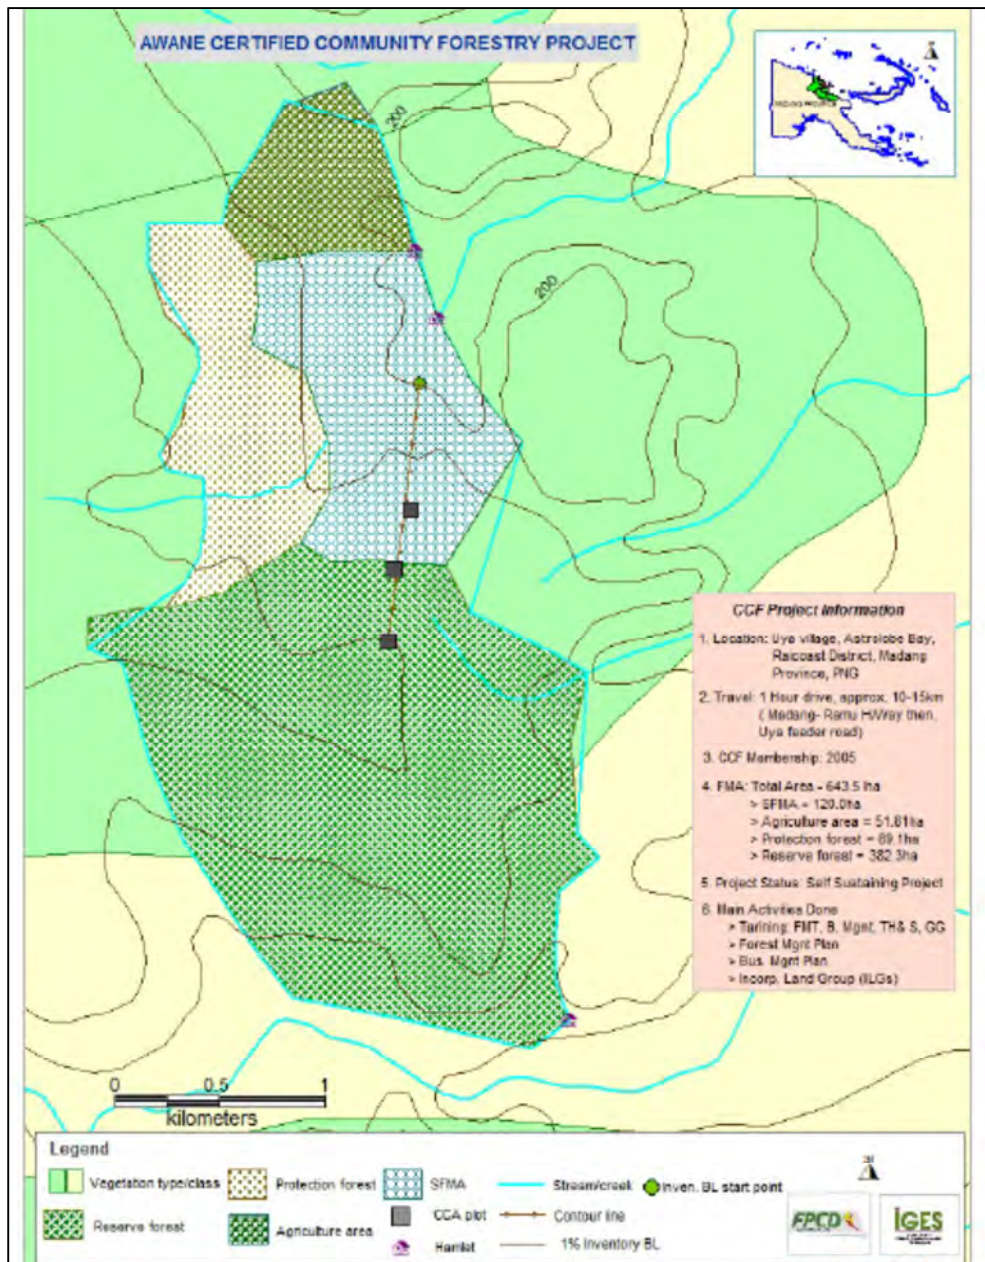 AWANE CERTIFIED COMMUNITY FORESTRY PROJECT
200
200
CCF Project Information
1. Location: Uya village, Astrolobe Bay,
Raicoast District, Madang
Province, PNG
2. Travel: 1 Hour drive, approx. 10-15km
( Madang- Ramu H/Way then,
Uya feeder road)
3. CCF Membership: 2005
4. FMA: Total Area - 643.5 ha
> SFMA = 120.0ha
> Agriculture area = 51.81ha
> Protection forest = 89.1ha
> Reserve forest = 382.3ha
5. Project Status: Self Sustaining Project
6. Main Activities Done
> Tarining: FMT, B. Mgnt, TH& S, GG
> Forest Mgnt Plan
> Bus. Mgnt Plan
> Incorp. Land Group (ILGs)
0 0.5 1
kilometers
Legend
Vegetation type/class
Protection forest
SFMA
Stream/creek
Inven. BL start point
Reserve forest
Agriculture area
CCA plot
Contour line
Hamlet
1% Inventory BL
FPCD
IGES